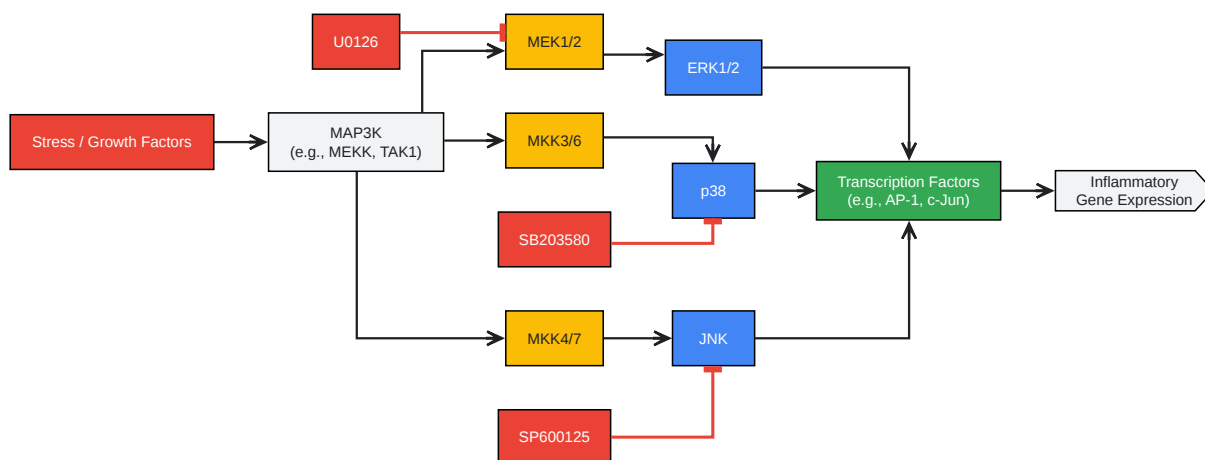 U0126
MEK1/2
ERK1/2
Stress / Growth Factors
MAP3K
(e.g., MEKK, TAK1)
MKK3/6
p38
Transcription Factors
(e.g., AP-1, c-Jun)
Inflammatory
Gene Expression
SB203580
MKK4/7
JNK
SP600125